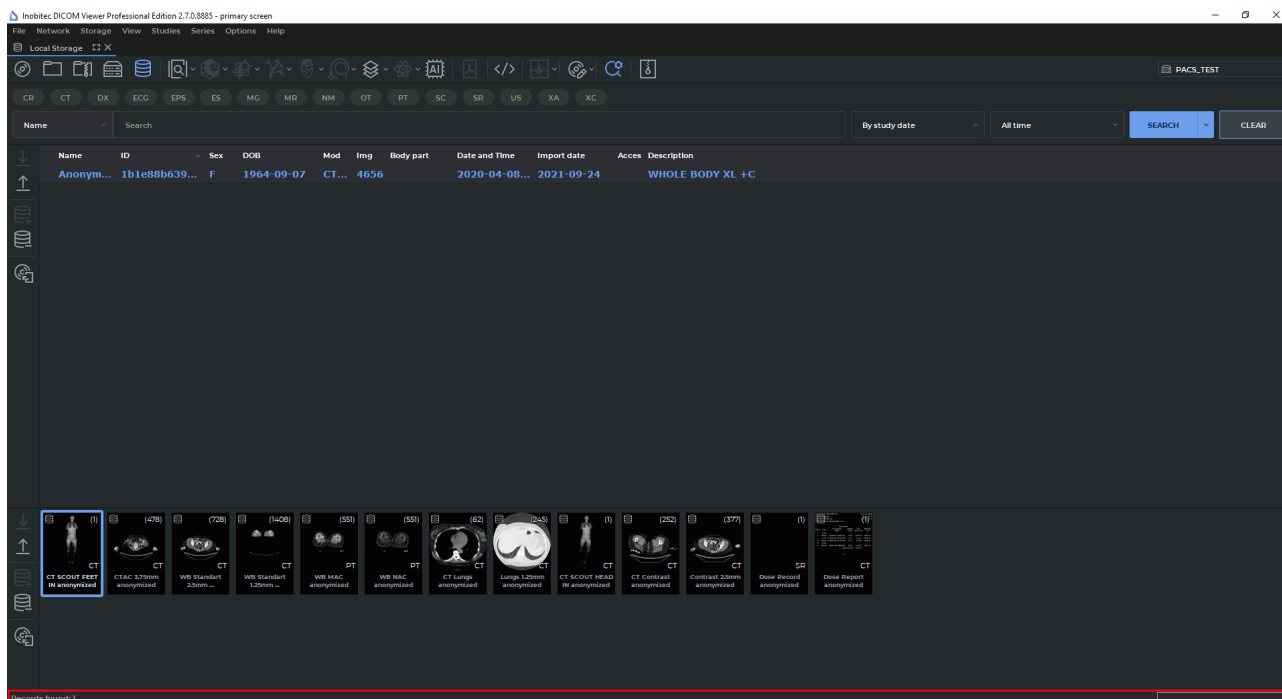 Inobitec DICOM Viewer Professional Edition 2.7.0.8885 - primary screen
File Network Storage View Studies Series Options Help
Local Storage
AI </> PACS_TEST
CR CT DX ECG EPS ES MG MR NM OT PT SC SR US XA XC
Name Search By study date All time SEARCH CLEAR
Name ID Sex DOB Mod Img Body part Date and Time Import date Acces Description
Anonym... 1b1e88b639... F 1964-09-07 CT... 4656 2020-04-08... 2021-09-24 WHOLE BODY XL +C
(1) (478) (728) (1408) (551) (551) (62) (245) (1) (252) (377) (1) (1)
CT CT CT CT PT PT CT CT CT CT CT SR CT
CT SCOUT FEET CTAC 3.75mm WB Standart WB Standart WB MAC WB NAC CT Lungs Lungs 1.25mm CT SCOUT HEAD CT Contrast Contrast 2.5mm Dose Record Dose Report
IN anonymized anonymized 2.5mm ... 1.25mm ... anonymized anonymized anonymized anonymized IN anonymized anonymized anonymized anonymized anonymized
Records found: 1